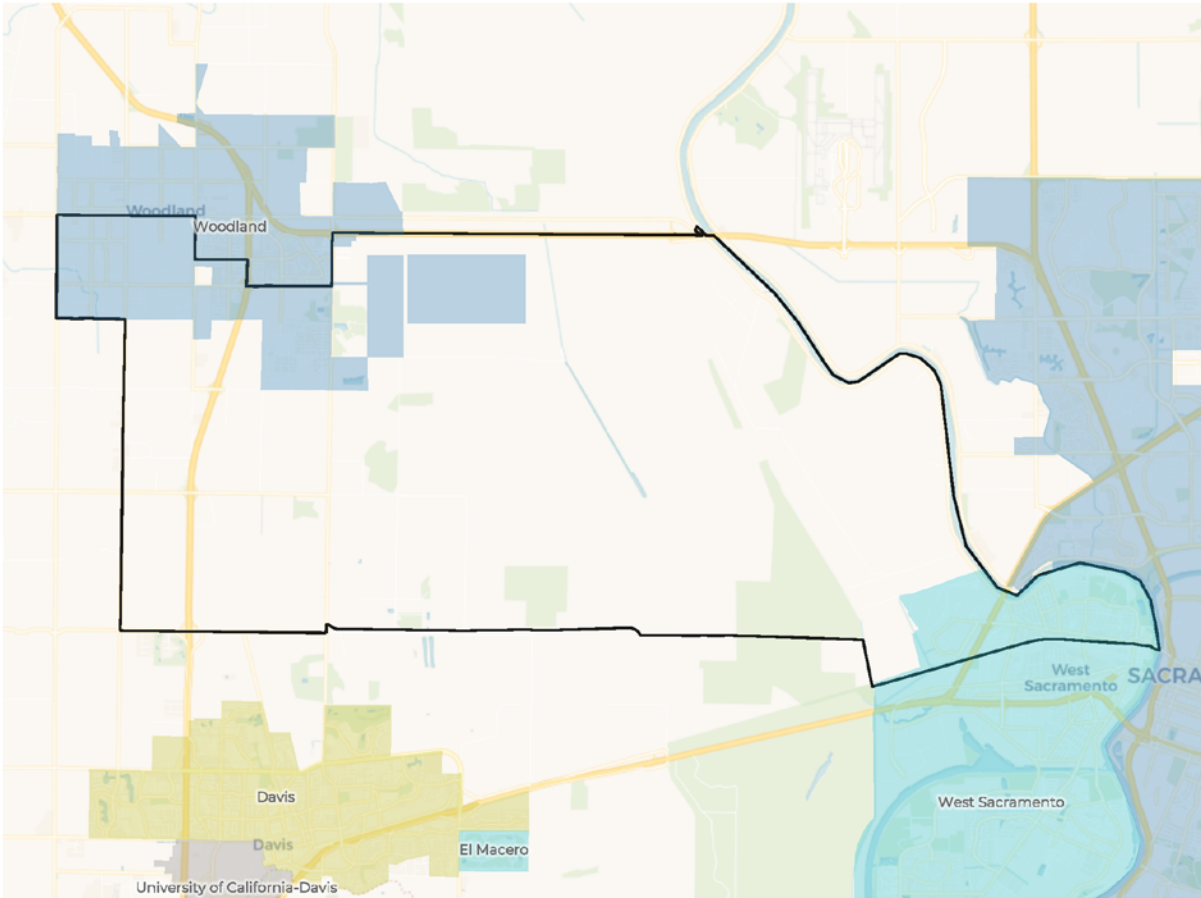 Woodland
Woodland
West
Sacramento
SACRA
West Sacramento
Davis
Davis
El Macero
University of California-Davis